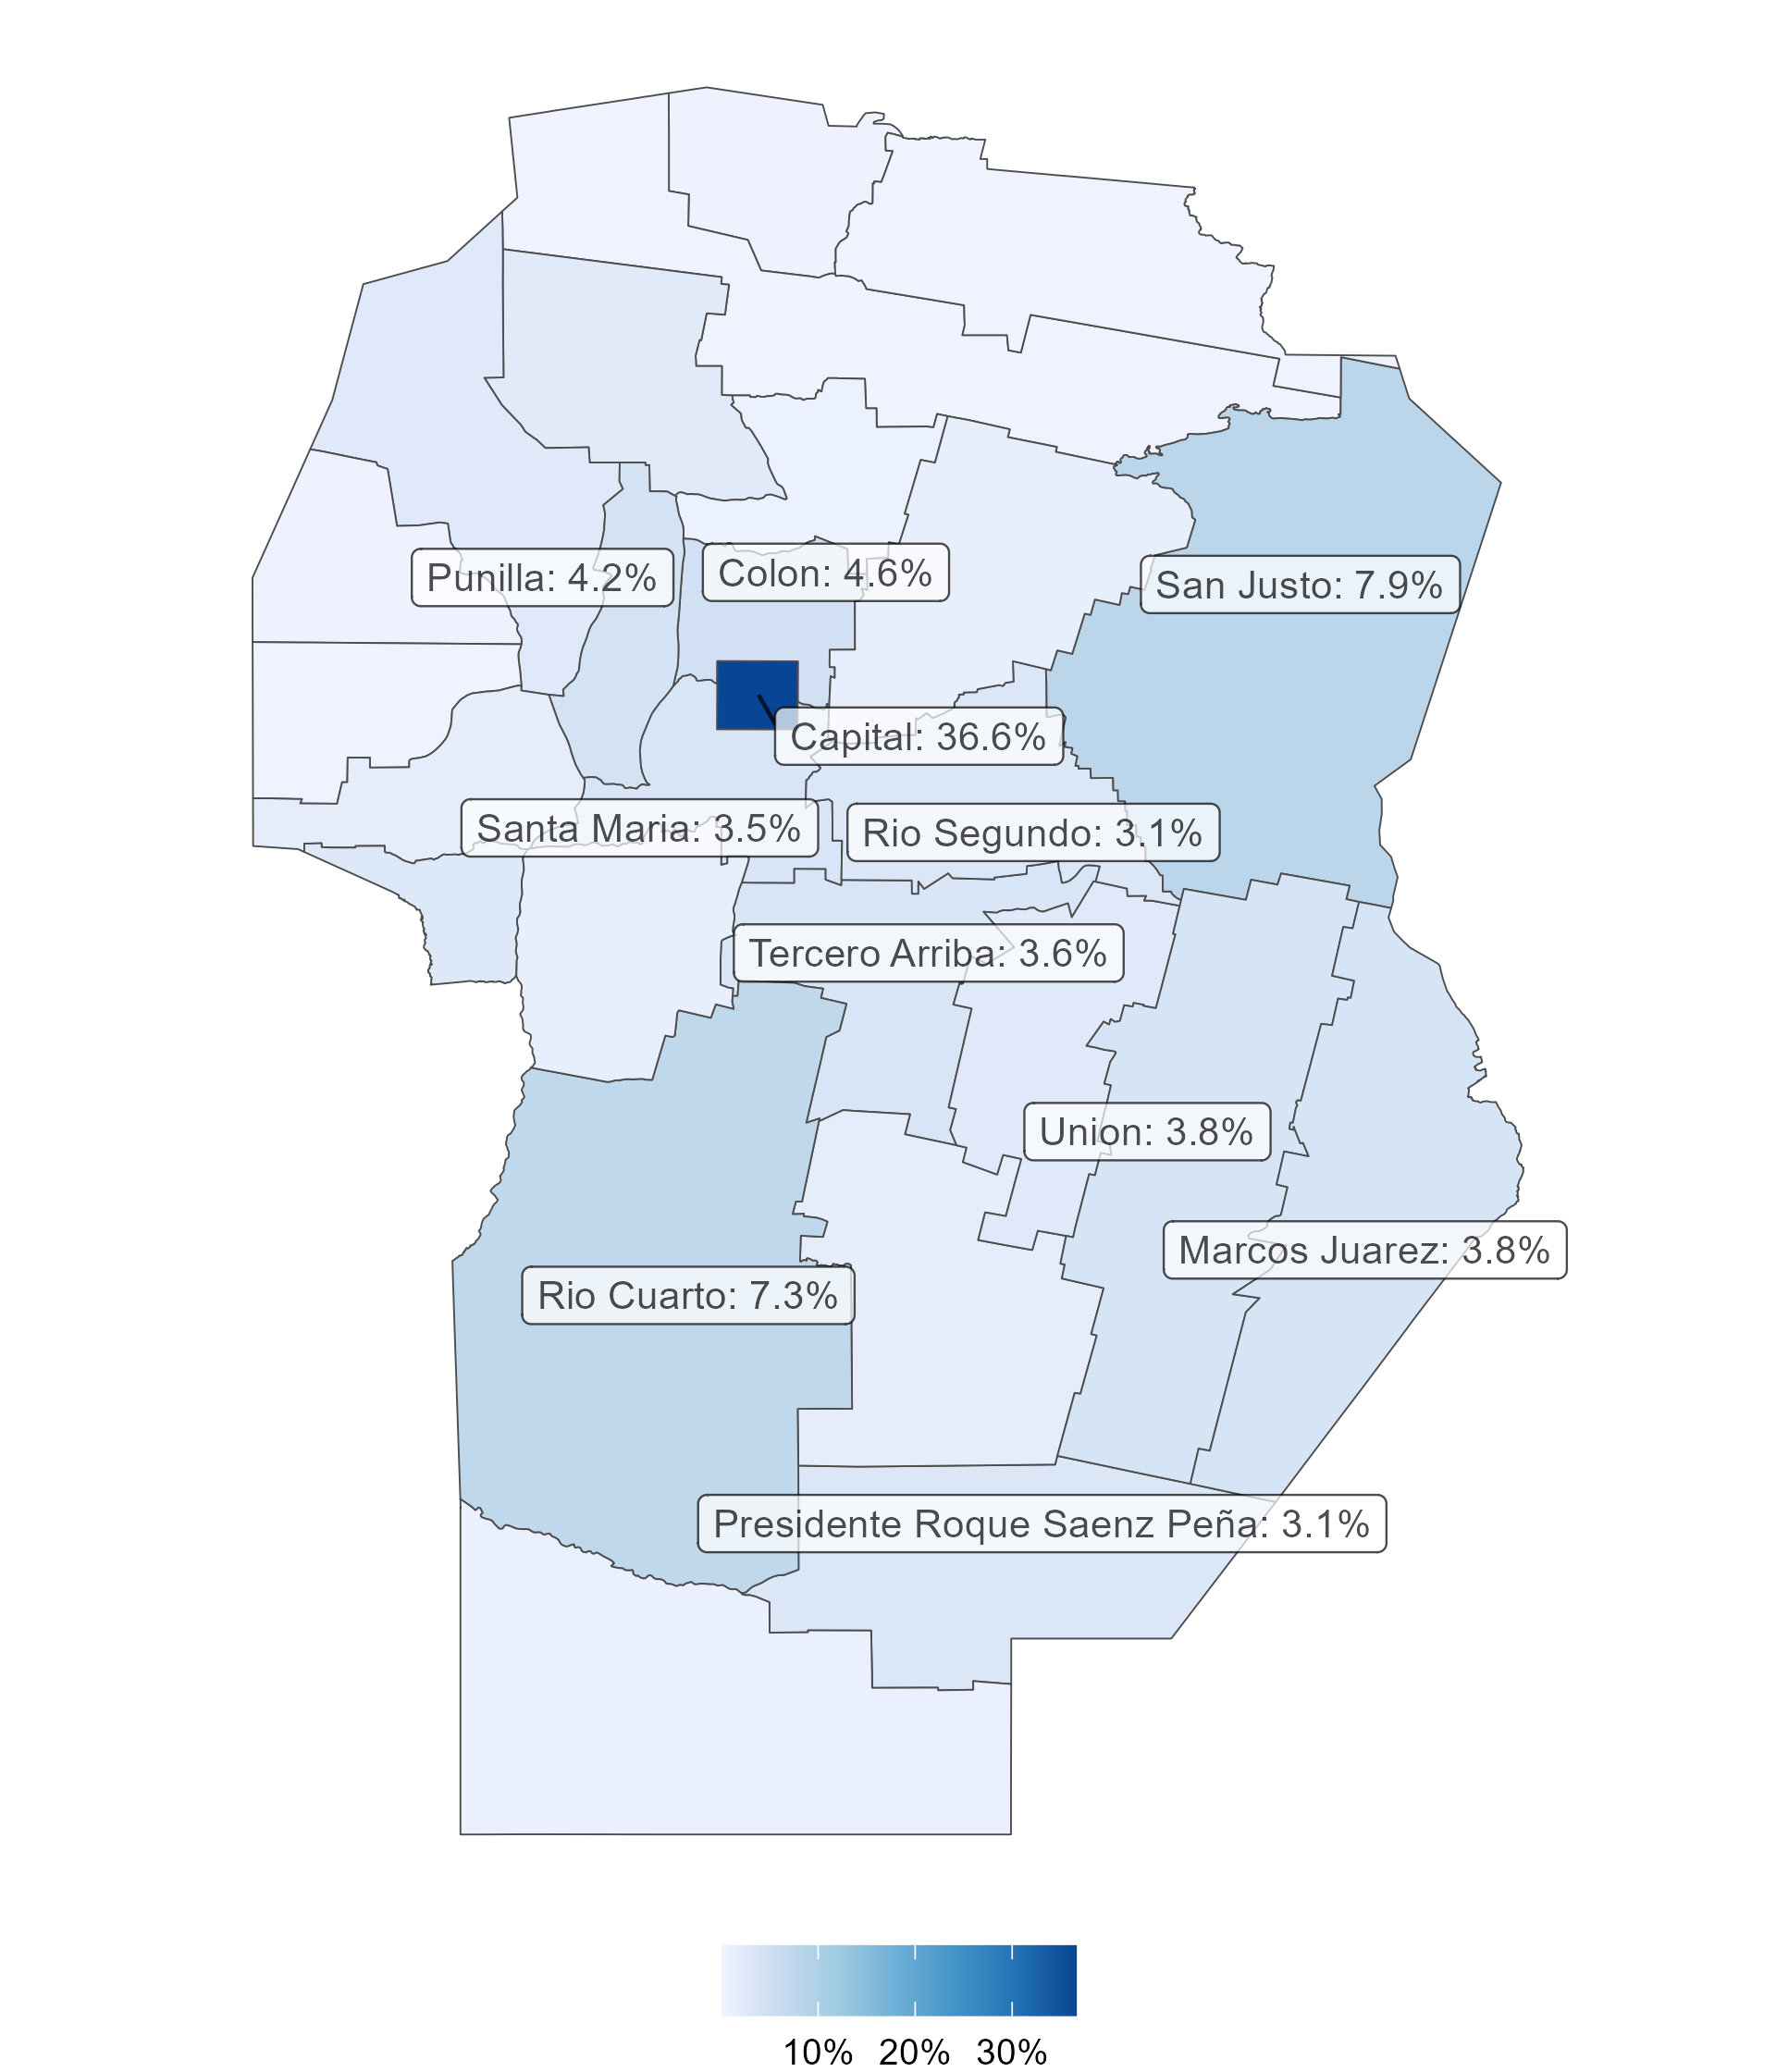 Punilla: 4.2%
Colon: 4.6%
San Justo: 7.9%
Capital: 36.6%
Santa Maria: 3.5%
Rio Segundo: 3.1%
Tercero Arriba: 3.6%
Union: 3.8%
Marcos Juarez: 3.8%
Rio Cuarto: 7.3%
Presidente Roque Saenz Peña: 3.1%
10% 20% 30%